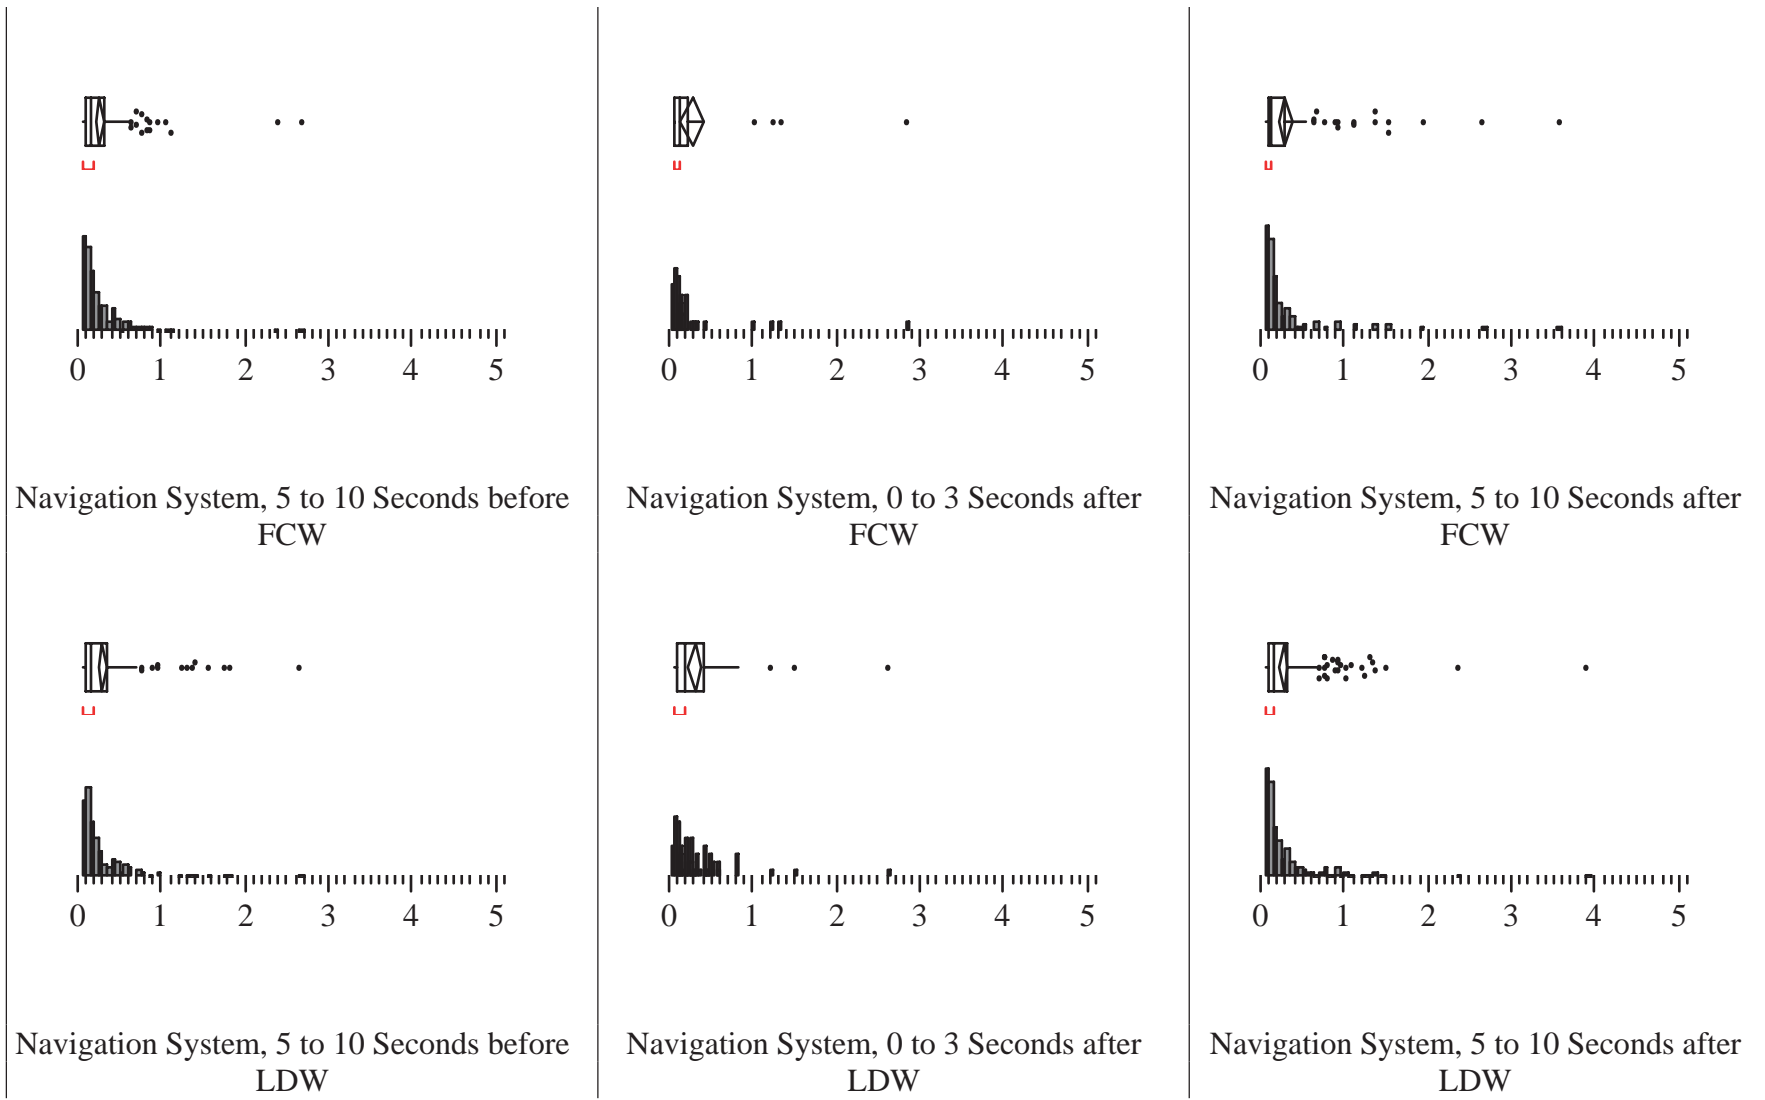 0 1 2 3 4 5
0 1 2 3 4 5
0 1 2 3 4 5
Navigation System, 5 to 10 Seconds before
FCW
Navigation System, 0 to 3 Seconds after
FCW
Navigation System, 5 to 10 Seconds after
FCW
0 1 2 3 4 5
0 1 2 3 4 5
0 1 2 3 4 5
Navigation System, 5 to 10 Seconds before
LDW
Navigation System, 0 to 3 Seconds after
LDW
Navigation System, 5 to 10 Seconds after
LDW